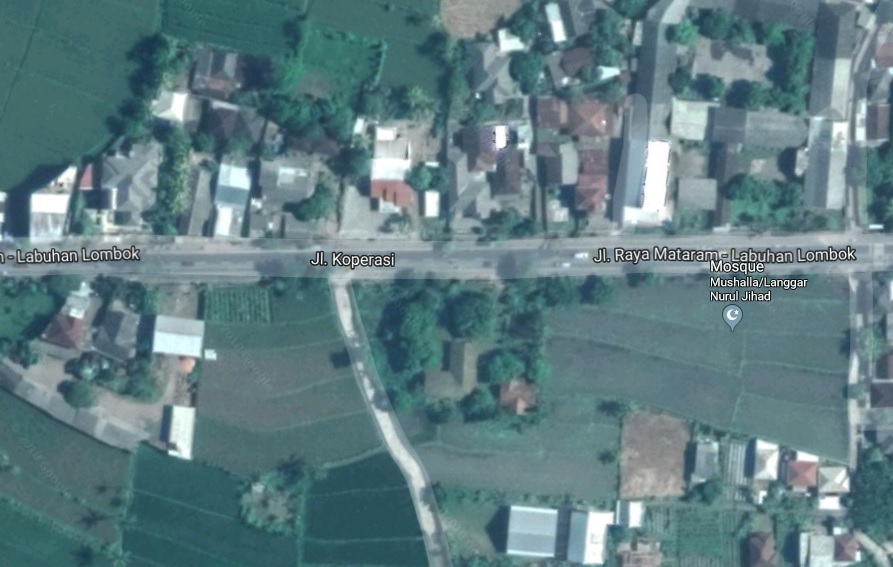 n - Labuhan Lombok
Jl. Koperasi
Jl. Raya Mataram - Labuhan Lombok
Mosque
Mushalla/Langgar
Nurul Jihad